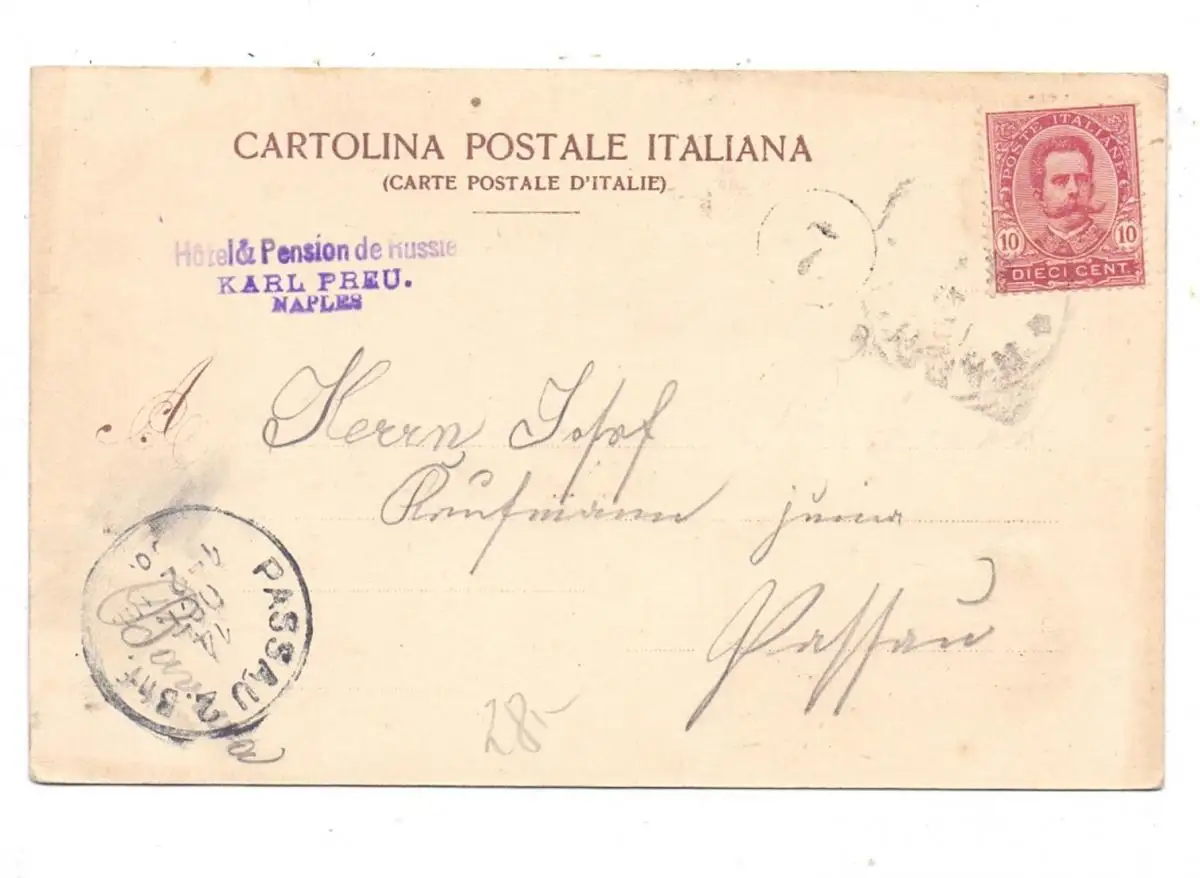 CARTOLINA POSTALE ITALIANA
(CARTE POSTALE D'ITALIE)
POSTE ITALIANE
10 10
DIECI CENT.
Hôtel & Pension de Russie
KARL PREU.
NAPLES
A
Herrn Josef
Kaufmann junior
Passau
PASSAU 2. Bhf.
Bavaria
28.-